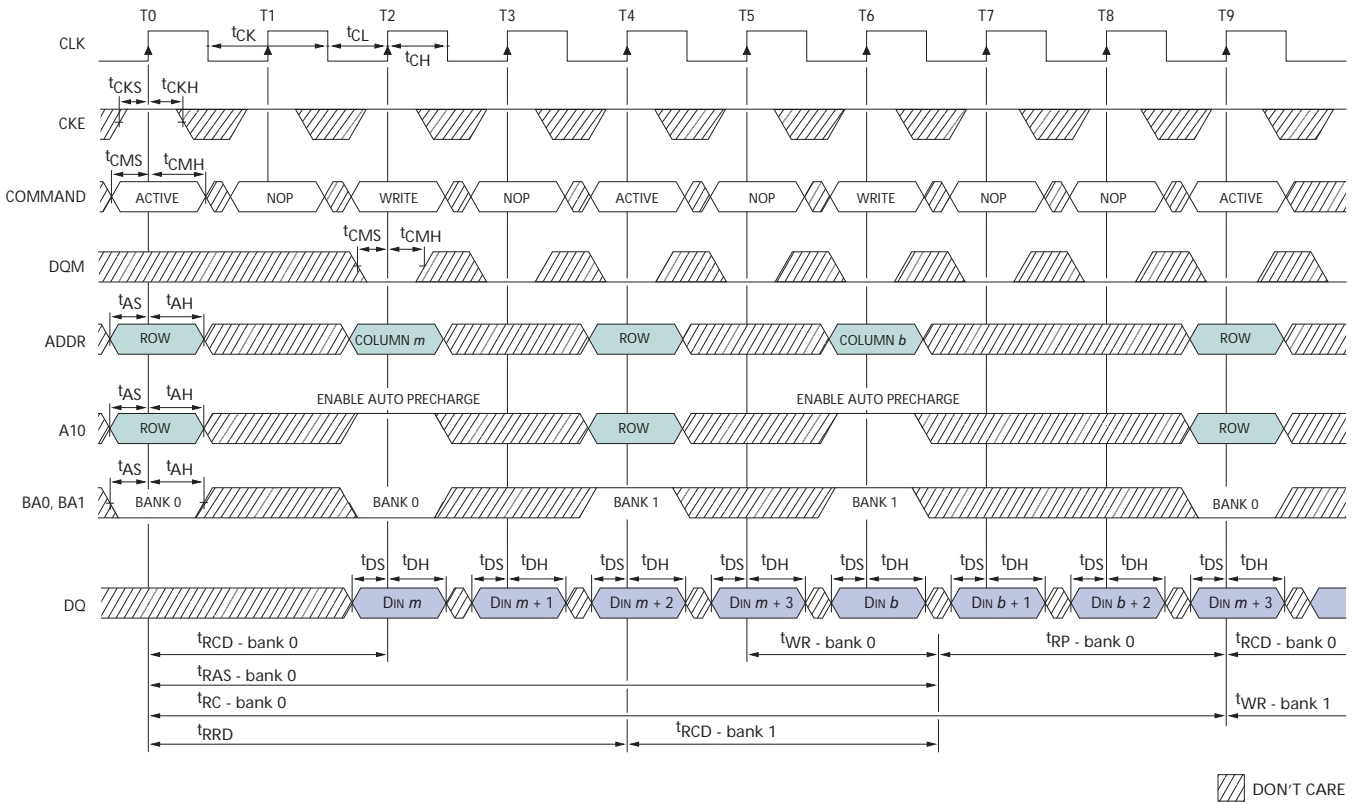 T0 T1 T2 T3 T4 T5 T6 T7 T8 T9
CLK tCK tCL tCH
tCKS tCKH
CKE
tCMS tCMH
COMMAND ACTIVE NOP WRITE NOP ACTIVE NOP WRITE NOP NOP ACTIVE
tCMS tCMH
DQM
tAS tAH
ADDR ROW COLUMN m ROW COLUMN b ROW
tAS tAH ENABLE AUTO PRECHARGE ENABLE AUTO PRECHARGE
A10 ROW ROW ROW
tAS tAH
BA0, BA1 BANK 0 BANK 0 BANK 1 BANK 1 BANK 0
tDS tDH tDS tDH tDS tDH tDS tDH tDS tDH tDS tDH tDS tDH tDS tDH
DQ DIN m DIN m + 1 DIN m + 2 DIN m + 3 DIN b DIN b + 1 DIN b + 2 DIN m + 3
tRCD - bank 0 tWR - bank 0 tRP - bank 0 tRCD - bank 0
tRAS - bank 0
tRC - bank 0 tWR - bank 1
tRRD tRCD - bank 1
DON'T CARE